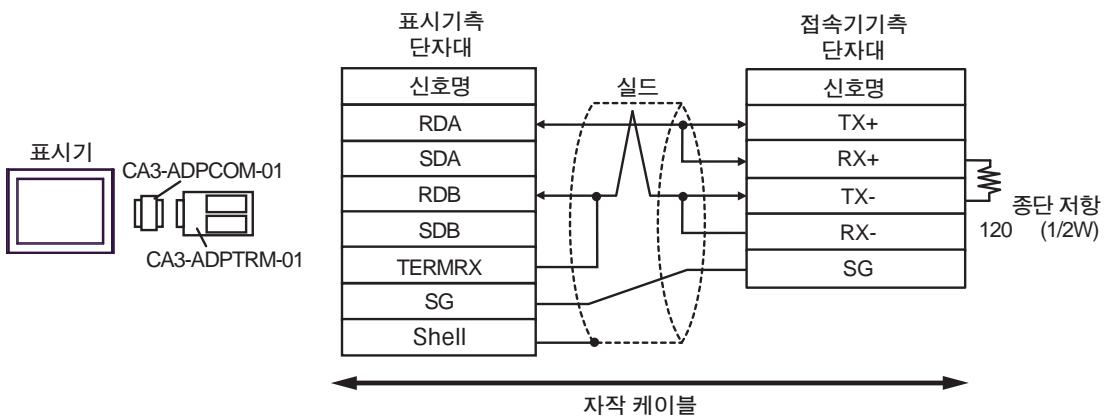 표시기
CA3-ADPCOM-01
CA3-ADPTRM-01
표시기측
단자대
신호명
RDA
SDA
RDB
SDB
TERMRX
SG
Shell
실드
접속기기측
단자대
신호명
TX+
RX+
TX-
RX-
SG
종단 저항
120 (1/2W)
자작 케이블